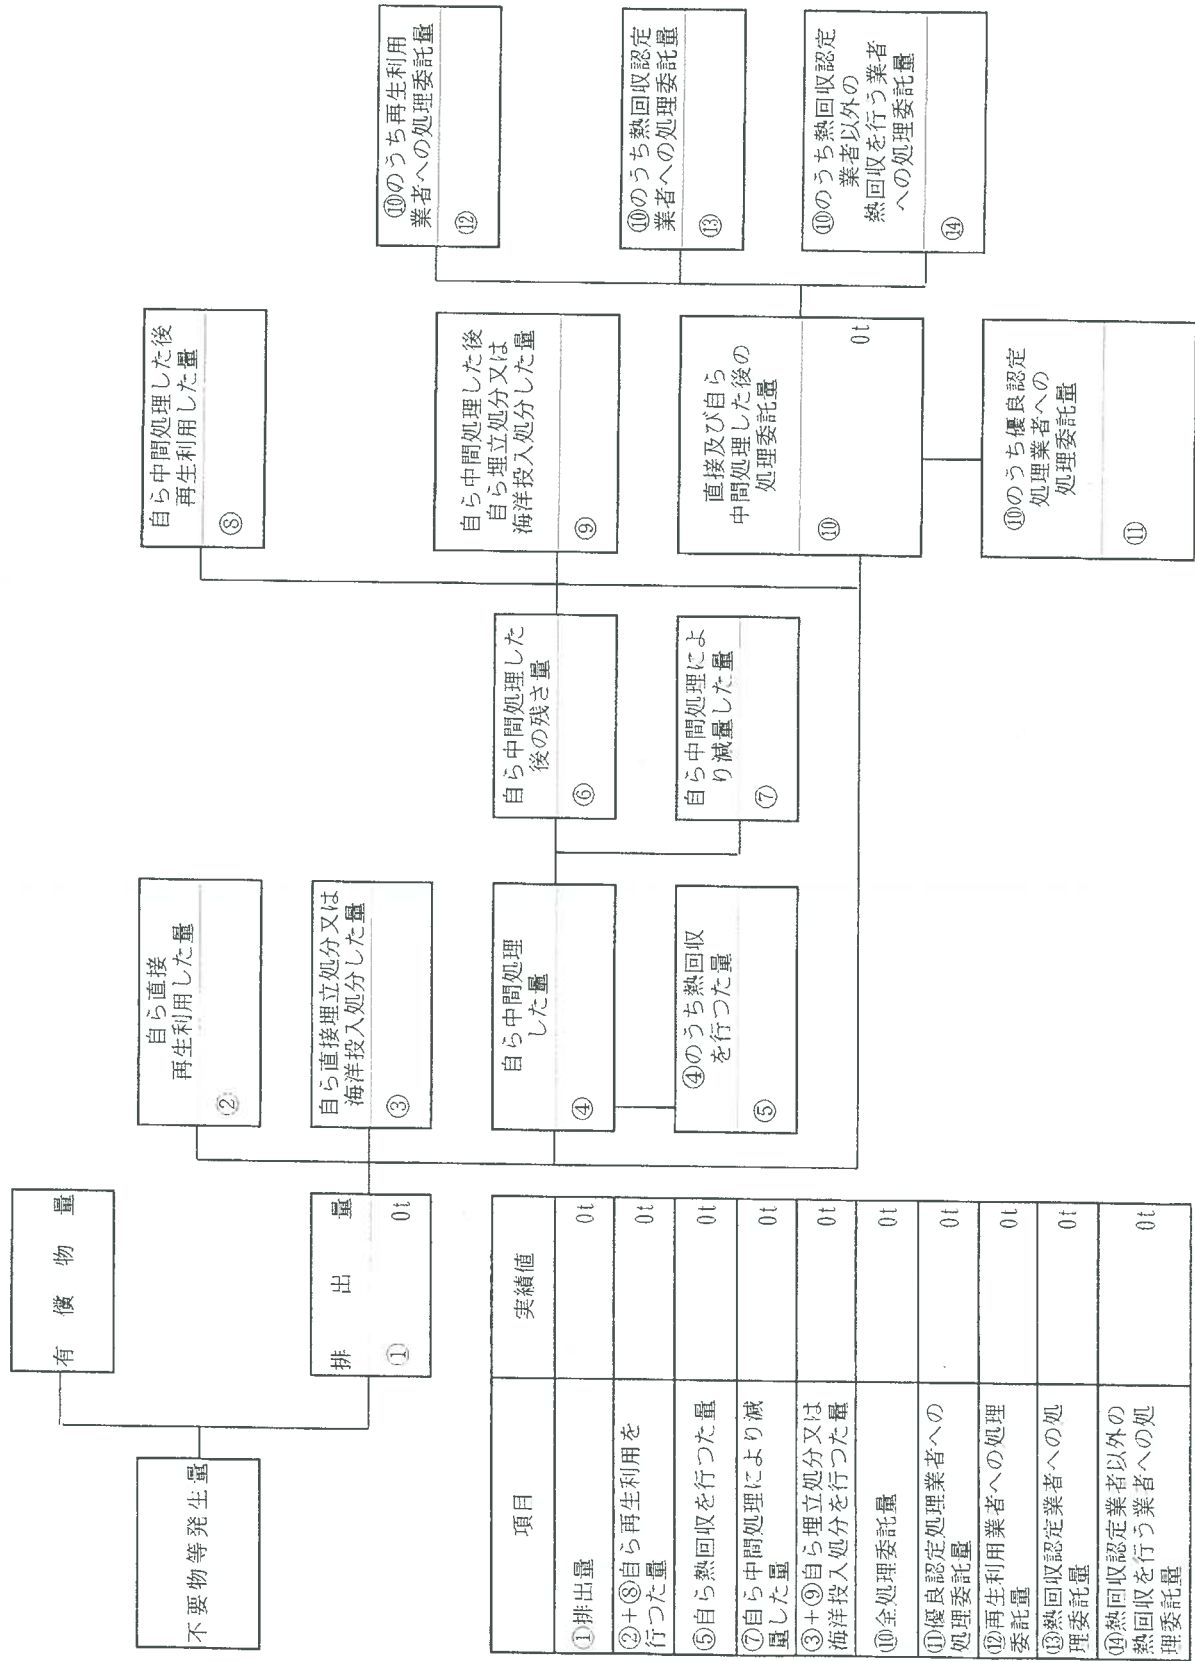 不要物等発生量
有 償 物 量
排 出 量
① 0t
自ら直接
再生利用した量
②
自ら直接埋立処分又は
海洋投入処分した量
③
自ら中間処理
した量
④
④のうち熱回収
を行つた量
⑤
自ら中間処理した
後の残さ量
⑥
自ら中間処理によ
り減量した量
⑦
自ら中間処理した後
再生利用した量
⑧
自ら中間処理した後
自ら埋立処分又は
海洋投入処分した量
⑨
直接及び自ら
中間処理した後の
処理委託量
⑩ 0t
⑩のうち優良認定
処理業者への
処理委託量
⑪
⑩のうち再生利用
業者への処理委託量
⑫
⑩のうち熱回収認定
業者への処理委託量
⑬
⑩のうち熱回収認定
業者以外の
熱回収を行う業者
への処理委託量
⑭
項目 実績値
①排出量 0t
②+⑧自ら再生利用を
行つた量 0t
⑤自ら熱回収を行つた量 0t
⑦自ら中間処理により減
量した量 0t
③+⑨自ら埋立処分又は
海洋投入処分を行つた量 0t
⑩全処理委託量 0t
⑪優良認定処理業者への
処理委託量 0t
⑫再生利用業者への処理
委託量 0t
⑬熱回収認定業者への処
理委託量 0t
⑭熱回収認定業者以外の
熱回収を行う業者への処
理委託量 0t